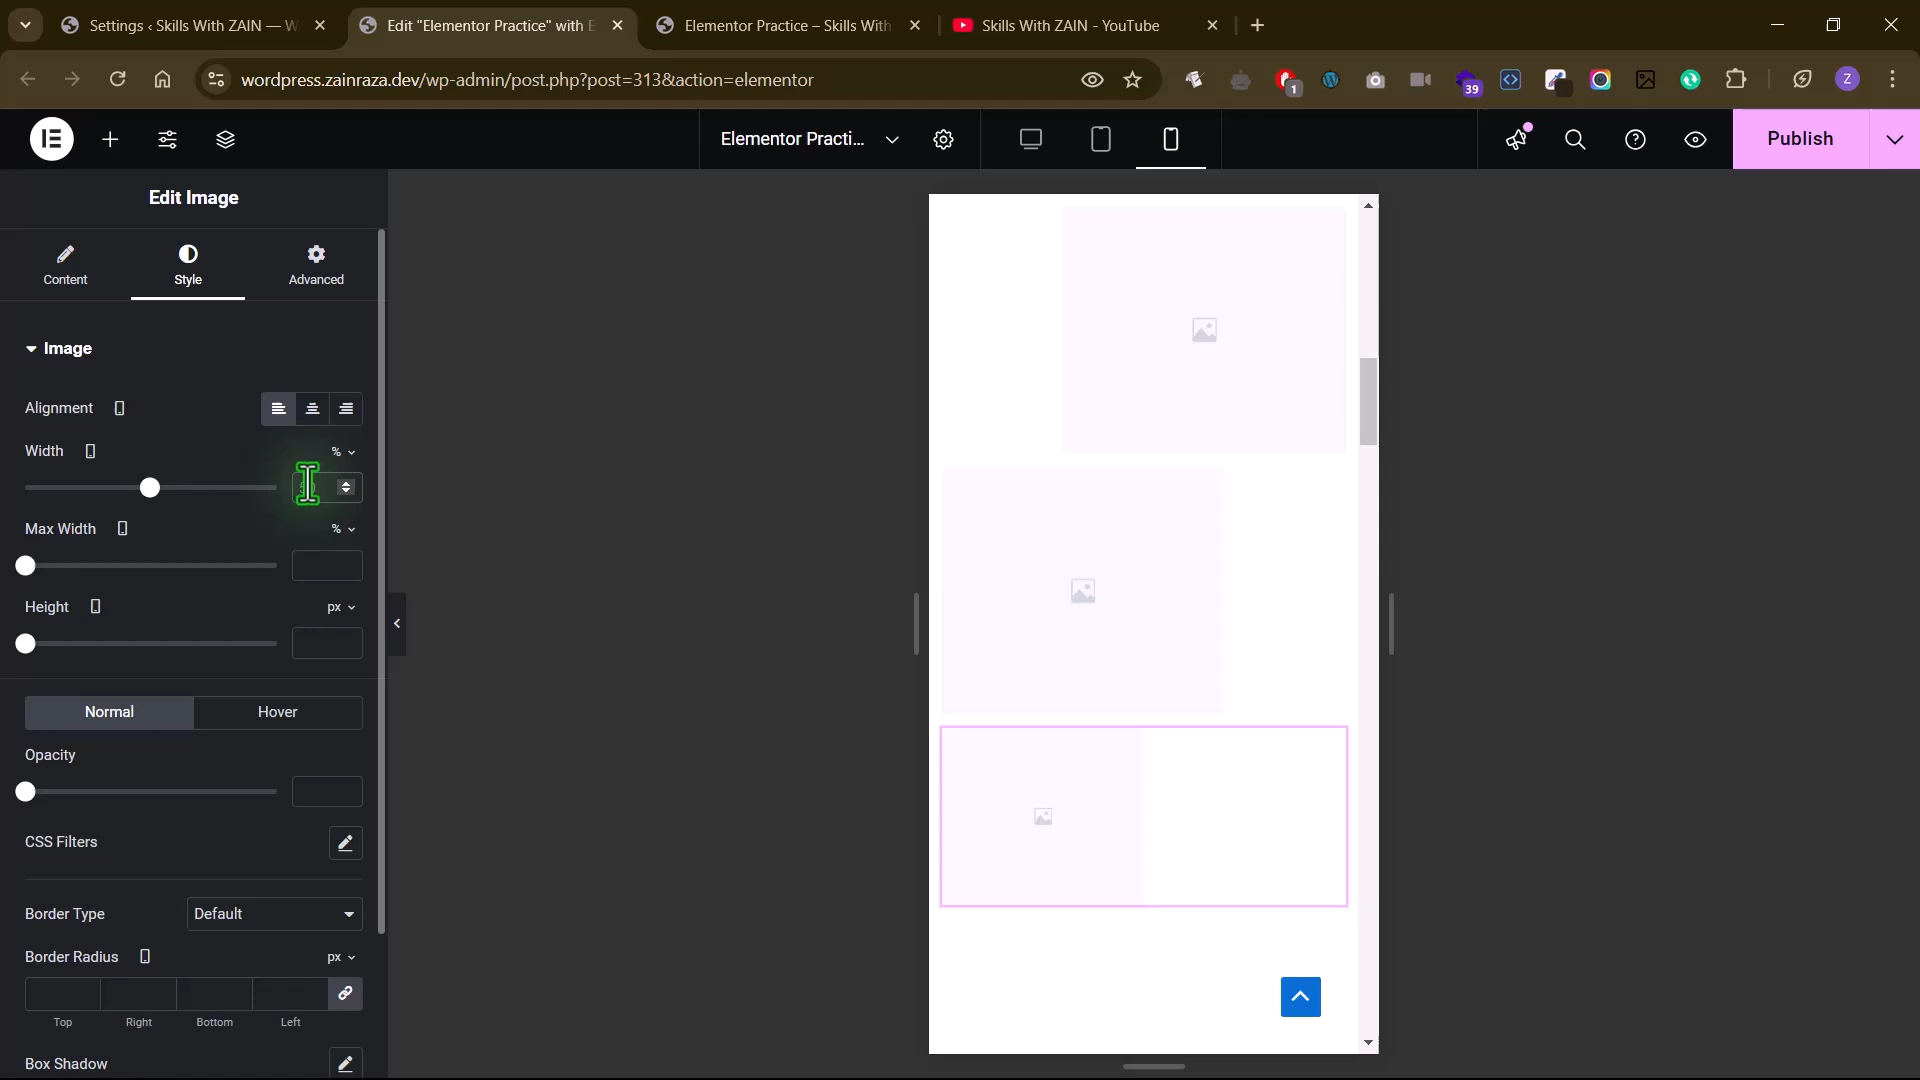 Settings ‹ Skills With ZAIN — W
Edit "Elementor Practice" with E
Elementor Practice – Skills With
Skills With ZAIN - YouTube
wordpress.zainraza.dev/wp-admin/post.php?post=313&action=elementor
1
39
Z
Elementor Practi...
Publish
Edit Image
Content
Style
Advanced
Image
Alignment
Width
%
Max Width
%
Height
px
Normal
Hover
Opacity
CSS Filters
Border Type
Default
Border Radius
px
Top
Right
Bottom
Left
Box Shadow